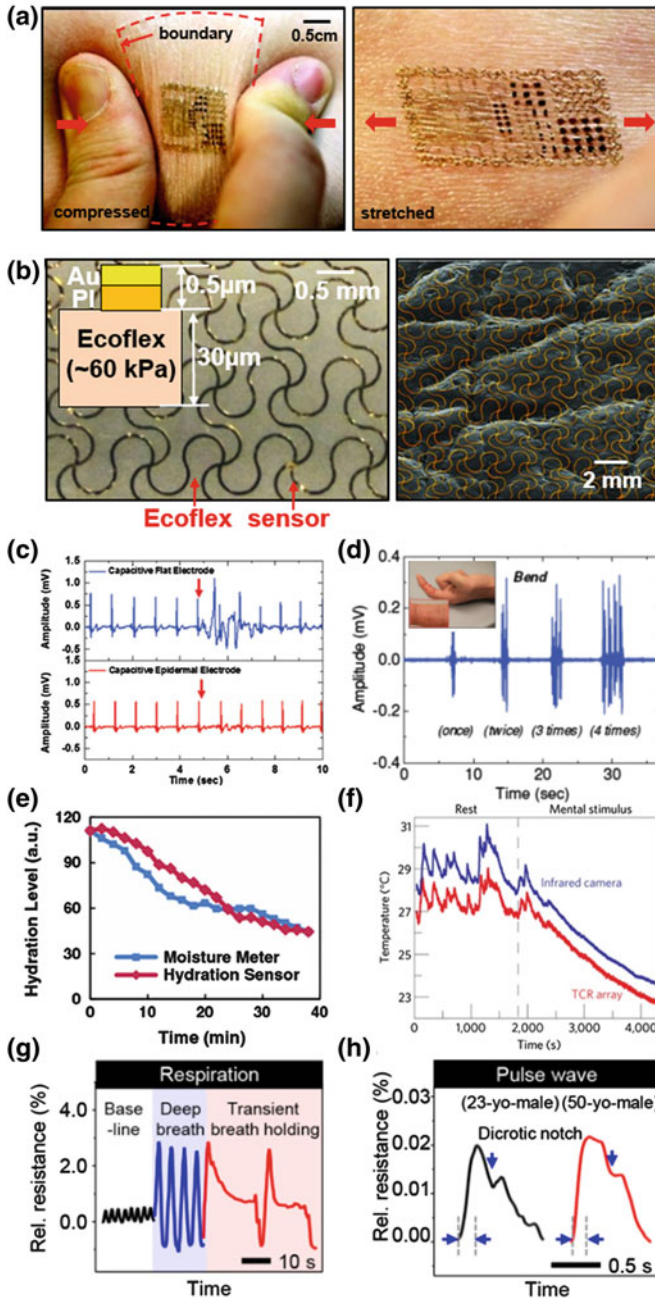 (a)
boundary
0.5cm
compressed
stretched
(b)
Au
PI
0.5µm
0.5 mm
Ecoflex
(~60 kPa)
30µm
Ecoflex sensor
2 mm
(c)
Capacitive Flat Electrode
Amplitude (mV)
1.5
1.0
0.5
0.0
-0.5
Capacitive Epidermal Electrode
Amplitude (mV)
1.5
1.0
0.5
0.0
-0.5
0 2 4 6 8 10
Time (sec)
(d)
Bend
Amplitude (mV)
0.4
0.2
0.0
-0.2
-0.4
(once) (twice) (3 times) (4 times)
0 10 20 30
Time (sec)
(e)
Hydration Level (a.u.)
120
90
60
30
0
Moisture Meter
Hydration Sensor
0 10 20 30 40
Time (min)
(f)
Rest Mental stimulus
Temperature (°C)
31
29
27
25
23
Infrared camera
TCR array
0 1,000 2,000 3,000 4,000
Time (s)
(g)
Respiration
Rel. resistance (%)
4.0
2.0
0.0
Base
-line
Deep
breath
Transient
breath holding
10 s
Time
(h)
Pulse wave
Rel. resistance (%)
0.03
0.02
0.01
0.00
(23-yo-male) (50-yo-male)
Dicrotic notch
0.5 s
Time